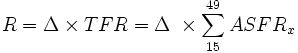 R = Δ × TFR = Δ × ∑_{15}^{49} ASFR_x